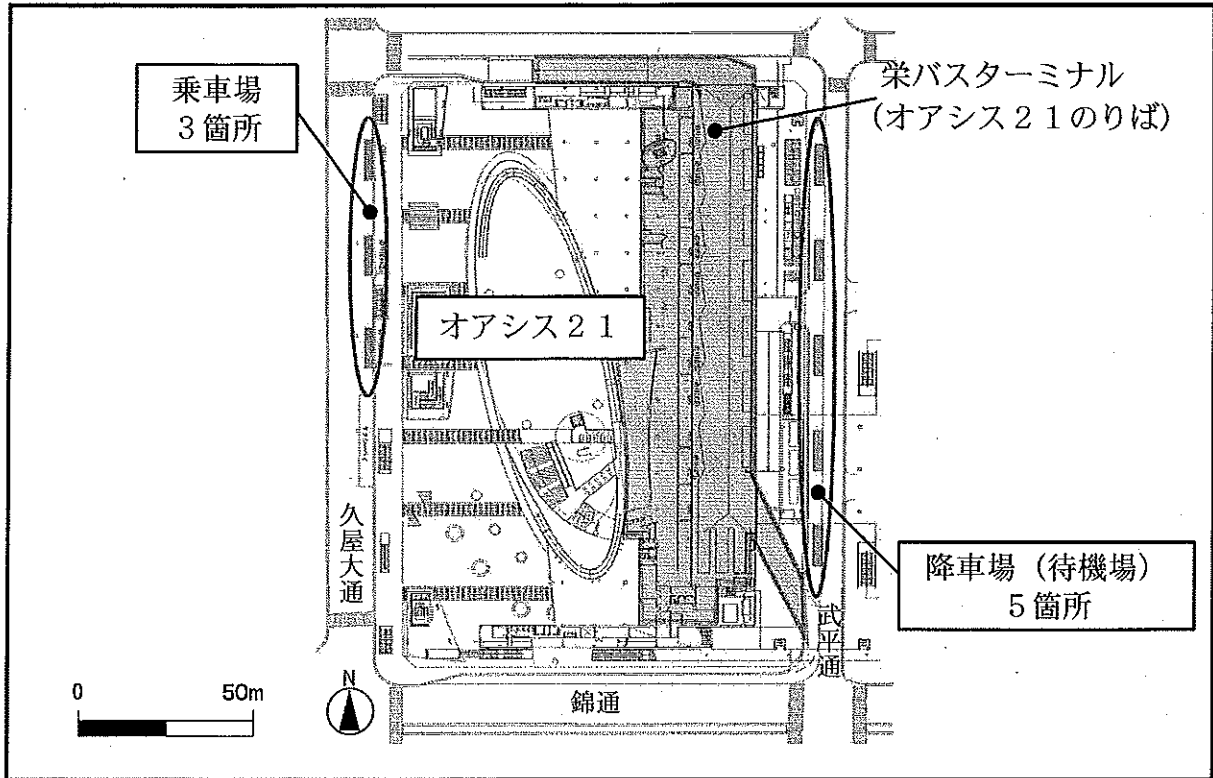 乗車場
3箇所
栄バスターミナル
(オアシス21のりば)
オアシス21
久屋大通
降車場(待機場)
5箇所
武平通
0 50m
N
錦通